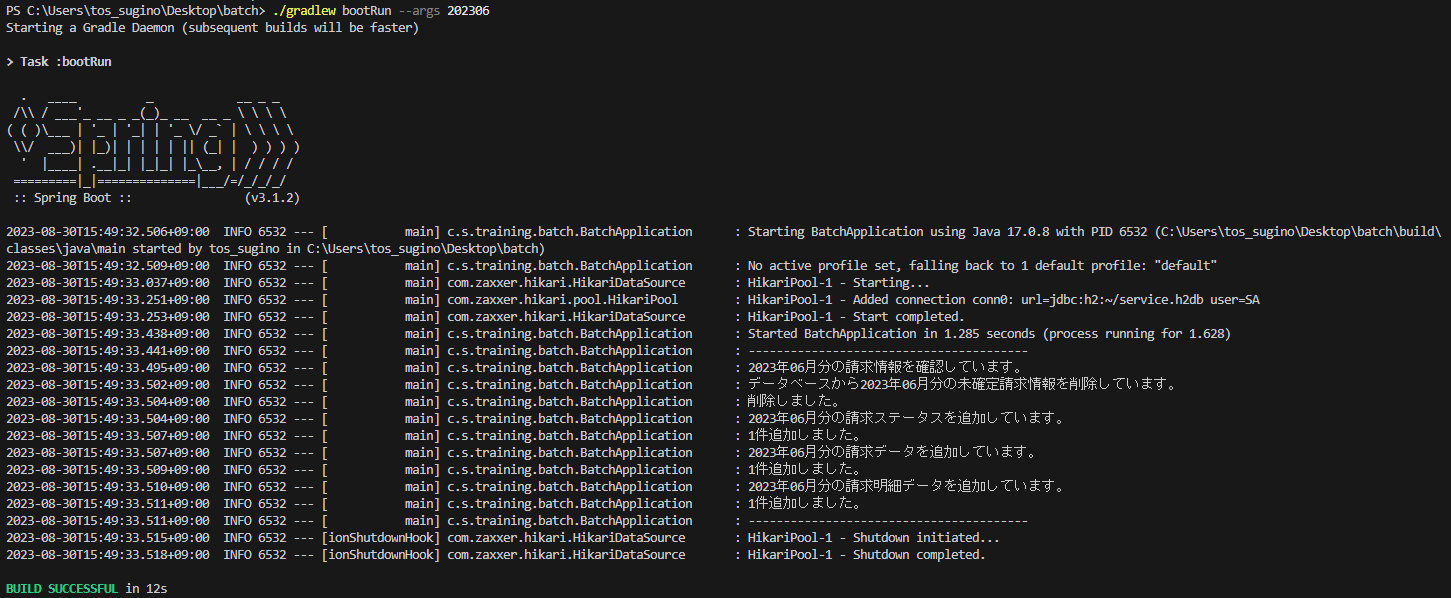 PS C:\Users\tos_sugino\Desktop\batch> ./gradlew bootRun --args 202306
Starting a Gradle Daemon (subsequent builds will be faster)
> Task :bootRun
  .   ____          _            __ _ _
 /\\ / ___'_ __ _ _(_)_ __  __ _ \ \ \ \
( ( )\___ | '_ | '_| | '_ \/ _` | \ \ \ \
 \\/  ___)| |_)| | | | | || (_| |  ) ) ) )
  '  |____| .__|_| |_|_| |_\__, | / / / /
 =========|_|==============|___/=/_/_/_/
 :: Spring Boot ::                (v3.1.2)
2023-08-30T15:49:32.506+09:00  INFO 6532 --- [           main] c.s.training.batch.BatchApplication      : Starting BatchApplication using Java 17.0.8 with PID 6532 (C:\Users\tos_sugino\Desktop\batch\build\
classes\java\main started by tos_sugino in C:\Users\tos_sugino\Desktop\batch)
2023-08-30T15:49:32.509+09:00  INFO 6532 --- [           main] c.s.training.batch.BatchApplication      : No active profile set, falling back to 1 default profile: "default"
2023-08-30T15:49:33.037+09:00  INFO 6532 --- [           main] com.zaxxer.hikari.HikariDataSource       : HikariPool-1 - Starting...
2023-08-30T15:49:33.251+09:00  INFO 6532 --- [           main] com.zaxxer.hikari.pool.HikariPool        : HikariPool-1 - Added connection conn0: url=jdbc:h2:~/service.h2db user=SA
2023-08-30T15:49:33.253+09:00  INFO 6532 --- [           main] com.zaxxer.hikari.HikariDataSource       : HikariPool-1 - Start completed.
2023-08-30T15:49:33.438+09:00  INFO 6532 --- [           main] c.s.training.batch.BatchApplication      : Started BatchApplication in 1.285 seconds (process running for 1.628)
2023-08-30T15:49:33.441+09:00  INFO 6532 --- [           main] c.s.training.batch.BatchApplication      : ----------------------------------------
2023-08-30T15:49:33.495+09:00  INFO 6532 --- [           main] c.s.training.batch.BatchApplication      : 2023年06月分の請求情報を確認しています。
2023-08-30T15:49:33.502+09:00  INFO 6532 --- [           main] c.s.training.batch.BatchApplication      : データベースから2023年06月分の未確定請求情報を削除しています。
2023-08-30T15:49:33.504+09:00  INFO 6532 --- [           main] c.s.training.batch.BatchApplication      : 削除しました。
2023-08-30T15:49:33.504+09:00  INFO 6532 --- [           main] c.s.training.batch.BatchApplication      : 2023年06月分の請求ステータスを追加しています。
2023-08-30T15:49:33.507+09:00  INFO 6532 --- [           main] c.s.training.batch.BatchApplication      : 1件追加しました。
2023-08-30T15:49:33.507+09:00  INFO 6532 --- [           main] c.s.training.batch.BatchApplication      : 2023年06月分の請求データを追加しています。
2023-08-30T15:49:33.509+09:00  INFO 6532 --- [           main] c.s.training.batch.BatchApplication      : 1件追加しました。
2023-08-30T15:49:33.510+09:00  INFO 6532 --- [           main] c.s.training.batch.BatchApplication      : 2023年06月分の請求明細データを追加しています。
2023-08-30T15:49:33.511+09:00  INFO 6532 --- [           main] c.s.training.batch.BatchApplication      : 1件追加しました。
2023-08-30T15:49:33.511+09:00  INFO 6532 --- [           main] c.s.training.batch.BatchApplication      : ----------------------------------------
2023-08-30T15:49:33.515+09:00  INFO 6532 --- [ionShutdownHook] com.zaxxer.hikari.HikariDataSource       : HikariPool-1 - Shutdown initiated...
2023-08-30T15:49:33.518+09:00  INFO 6532 --- [ionShutdownHook] com.zaxxer.hikari.HikariDataSource       : HikariPool-1 - Shutdown completed.
BUILD SUCCESSFUL in 12s